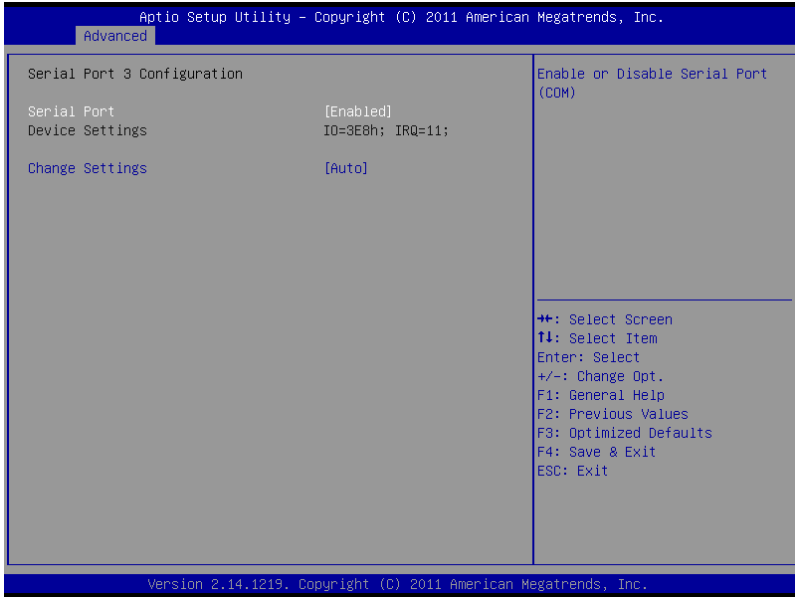 Aptio Setup Utility – Copyright (C) 2011 American Megatrends, Inc.
Advanced
Serial Port 3 Configuration
Serial Port [Enabled]
Device Settings IO=3E8h; IRQ=11;
Change Settings [Auto]
Enable or Disable Serial Port
(COM)
→←: Select Screen
↑↓: Select Item
Enter: Select
+/-: Change Opt.
F1: General Help
F2: Previous Values
F3: Optimized Defaults
F4: Save & Exit
ESC: Exit
Version 2.14.1219. Copyright (C) 2011 American Megatrends, Inc.